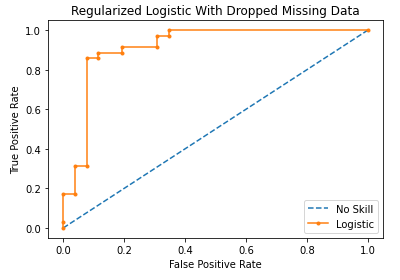 Regularized Logistic With Dropped Missing Data
True Positive Rate
1.0
0.8
0.6
0.4
0.2
0.0
No Skill
Logistic
0.0 0.2 0.4 0.6 0.8 1.0
False Positive Rate